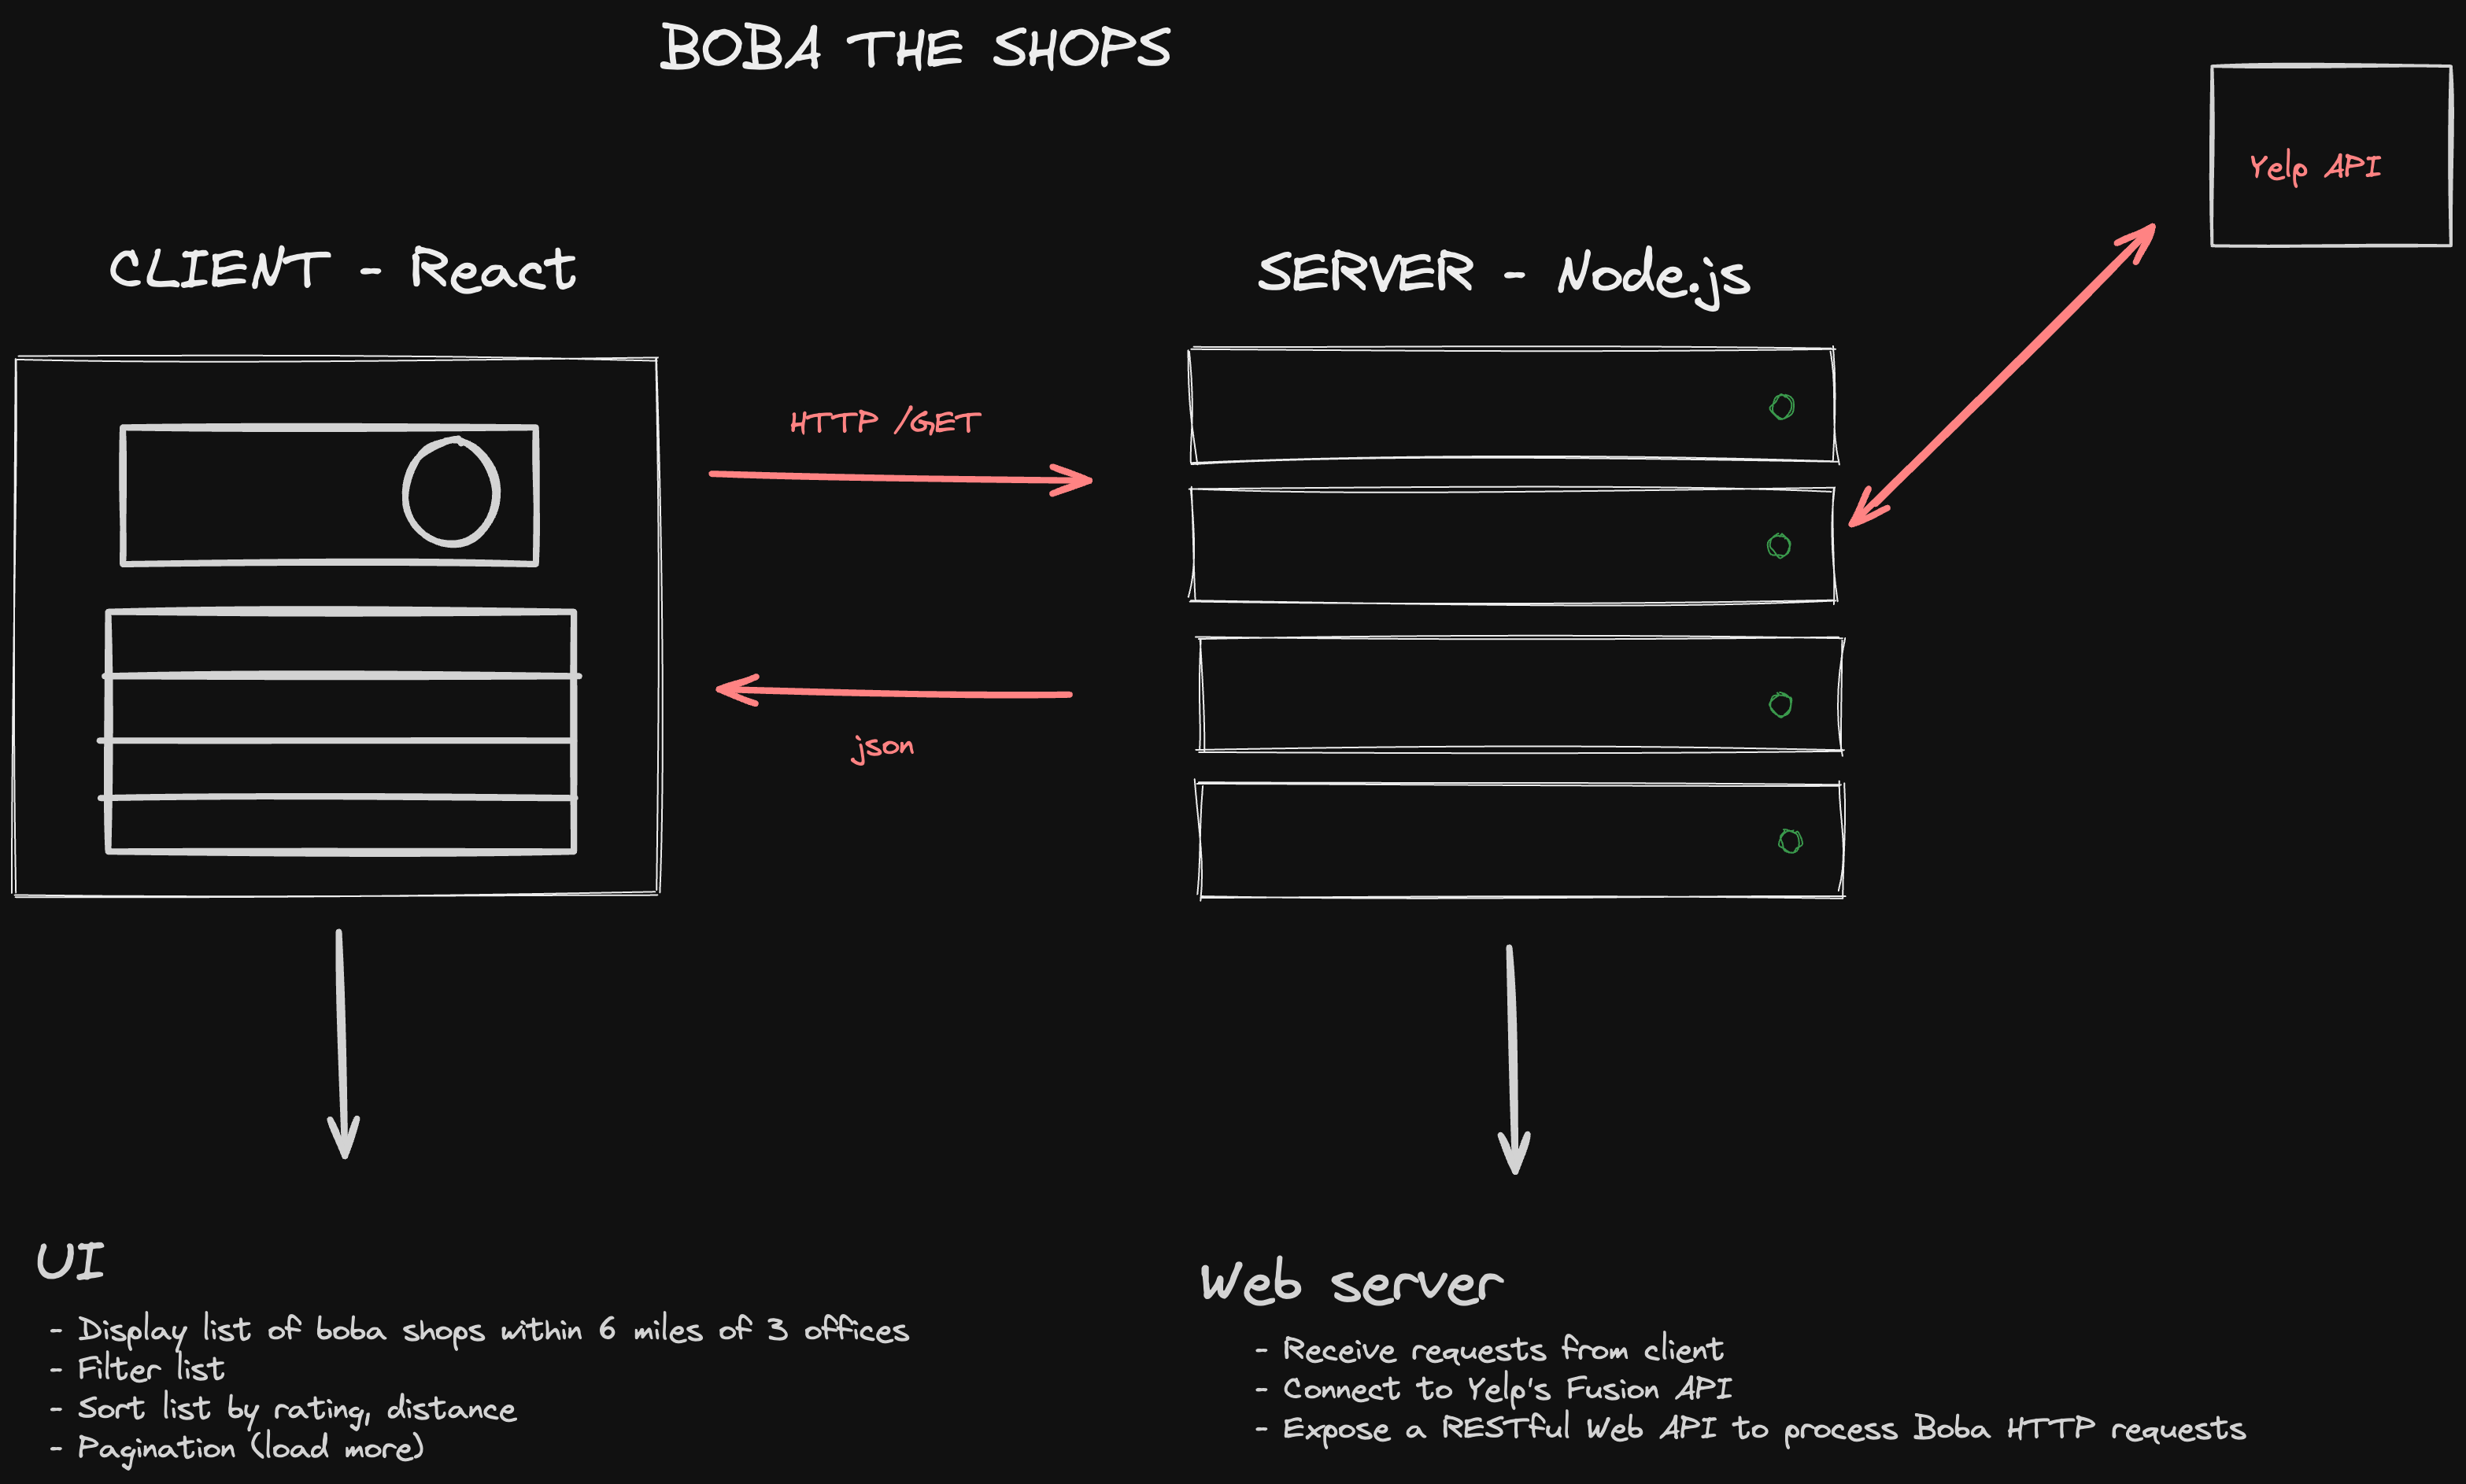 BOBA THE SHOPS
Yelp API
CLIENT - React
SERVER - Node.js
HTTP /GET
json
UI
- Display list of boba shops within 6 miles of 3 offices
- Filter list
- Sort list by rating, distance
- Pagination (load more)
Web server
- Receive requests from client
- Connect to Yelp's Fusion API
- Expose a RESTful Web API to process Boba HTTP requests